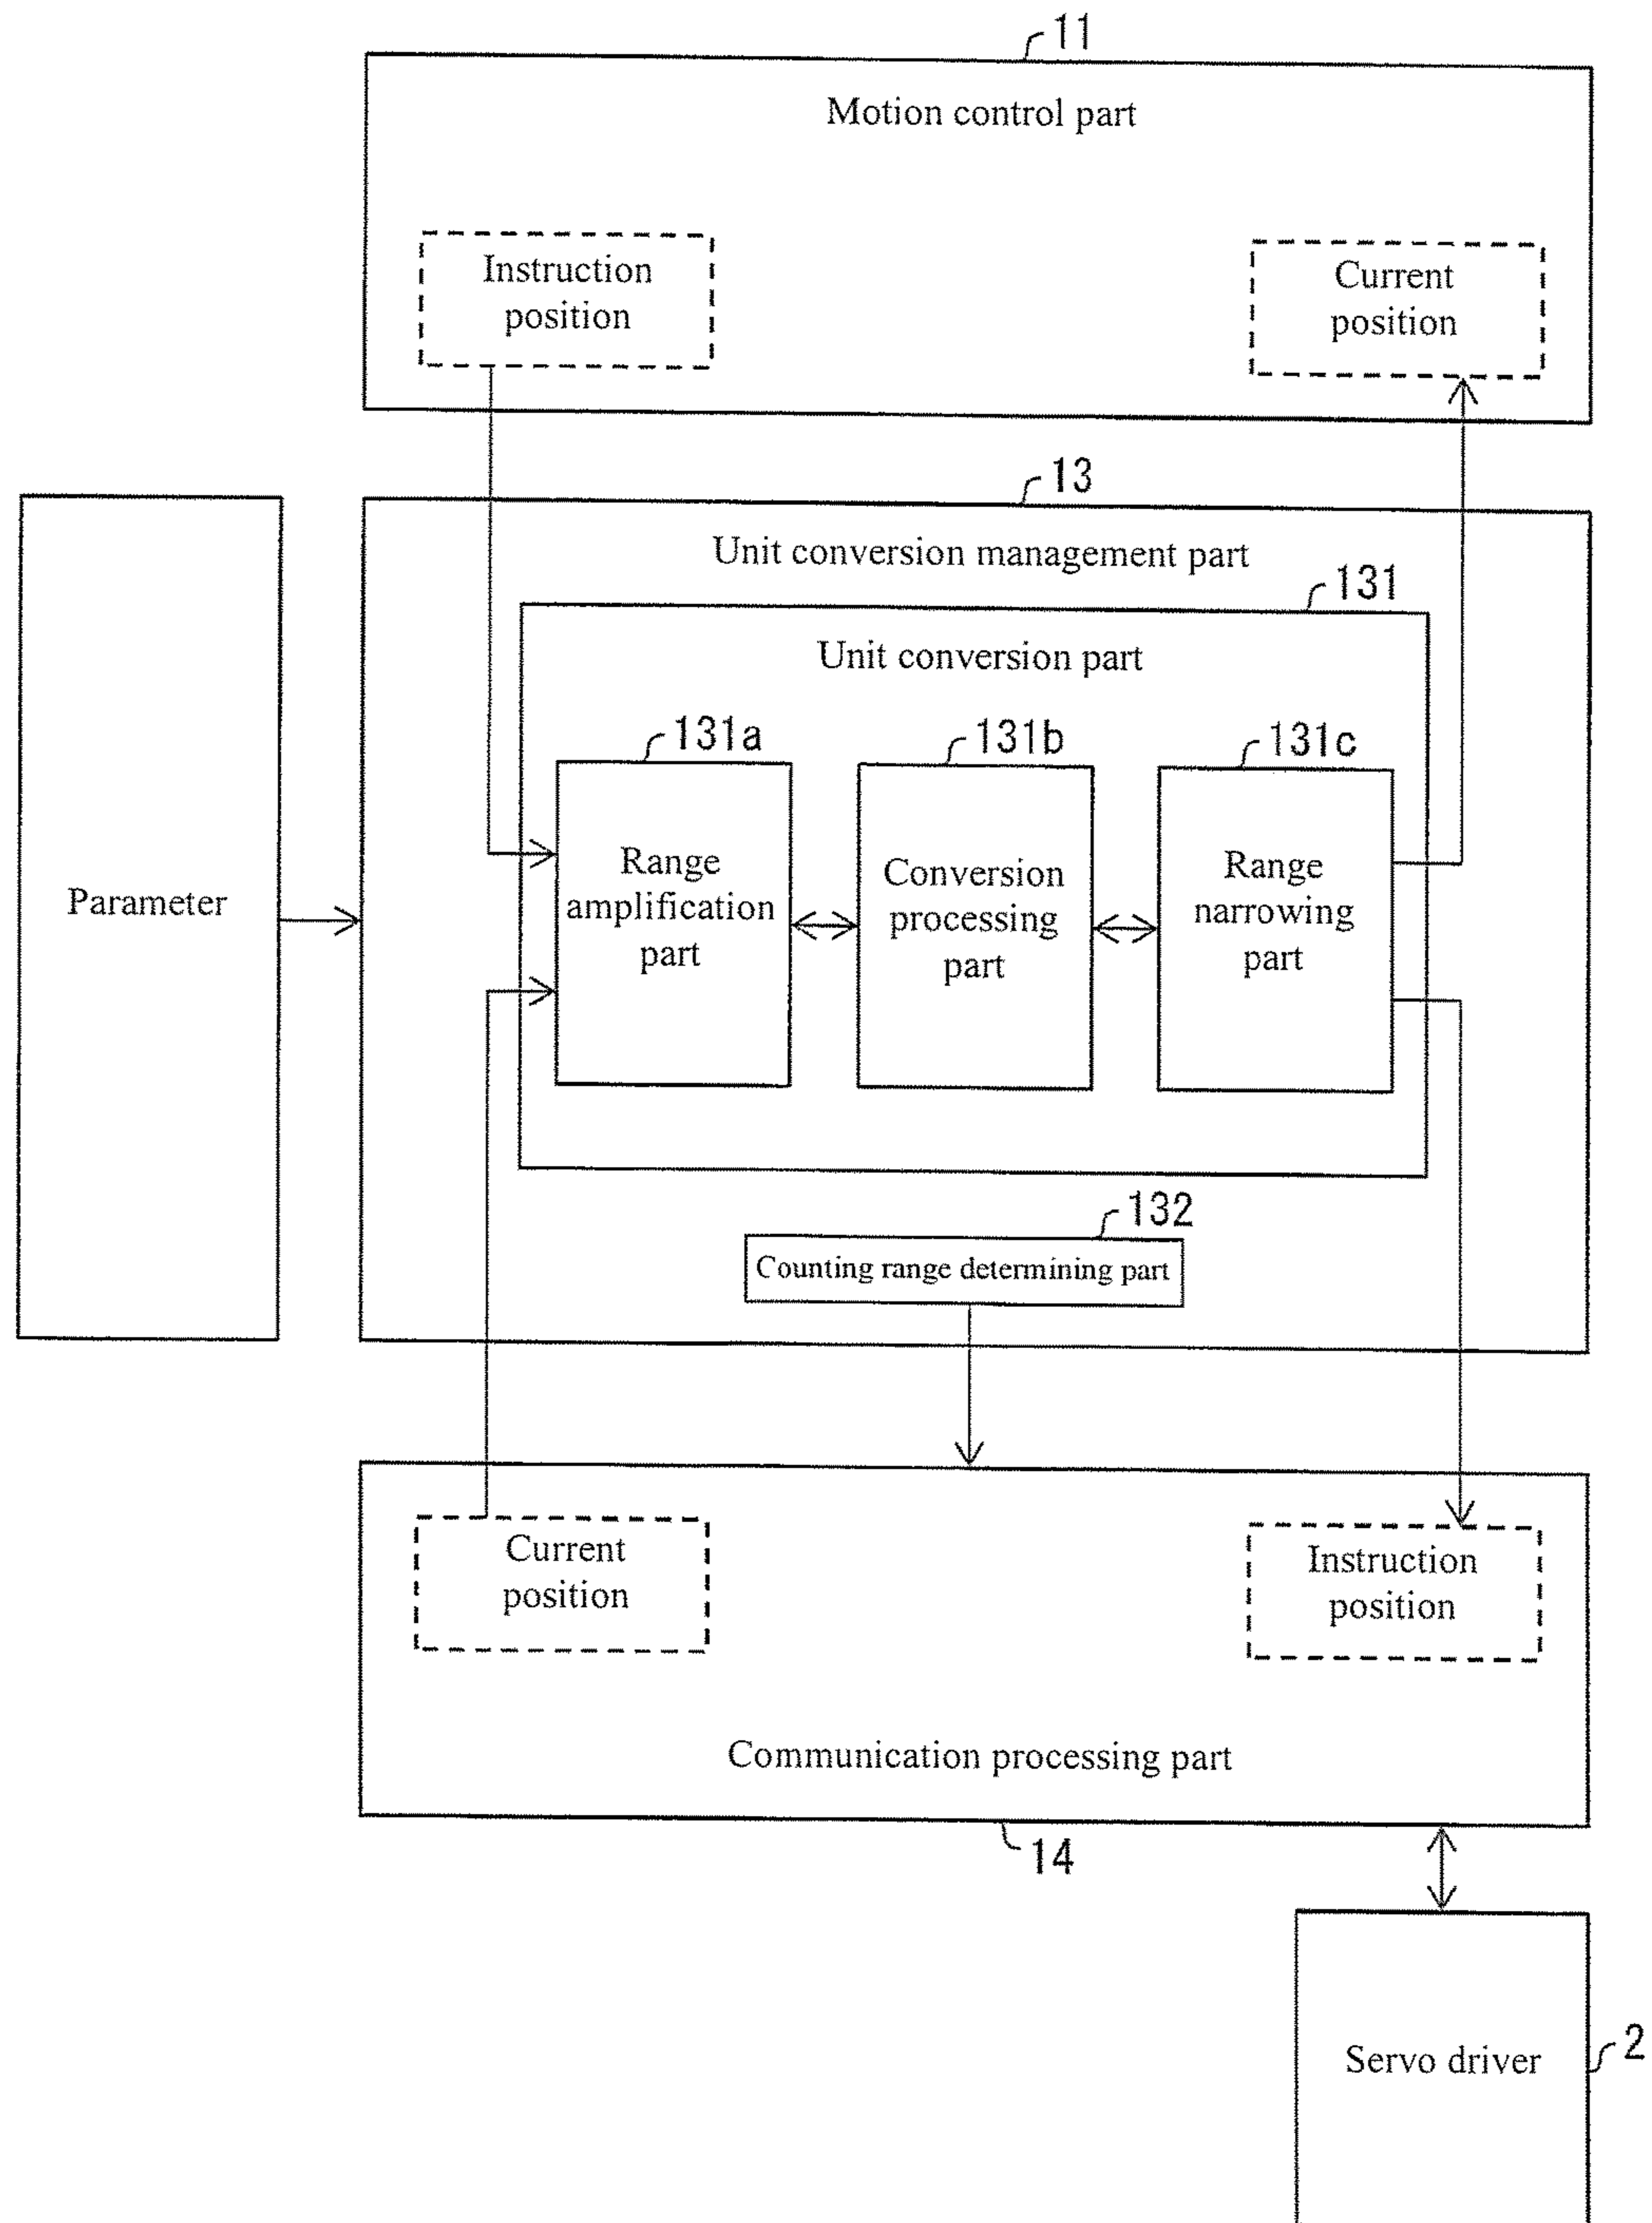 11
Motion control part
Instruction
position
Current
position
13
Unit conversion management part
131
Unit conversion part
131a
131b
131c
Parameter
Range
amplification
part
Conversion
processing
part
Range
narrowing
part
132
Counting range determining part
Current
position
Instruction
position
Communication processing part
14
Servo driver
2